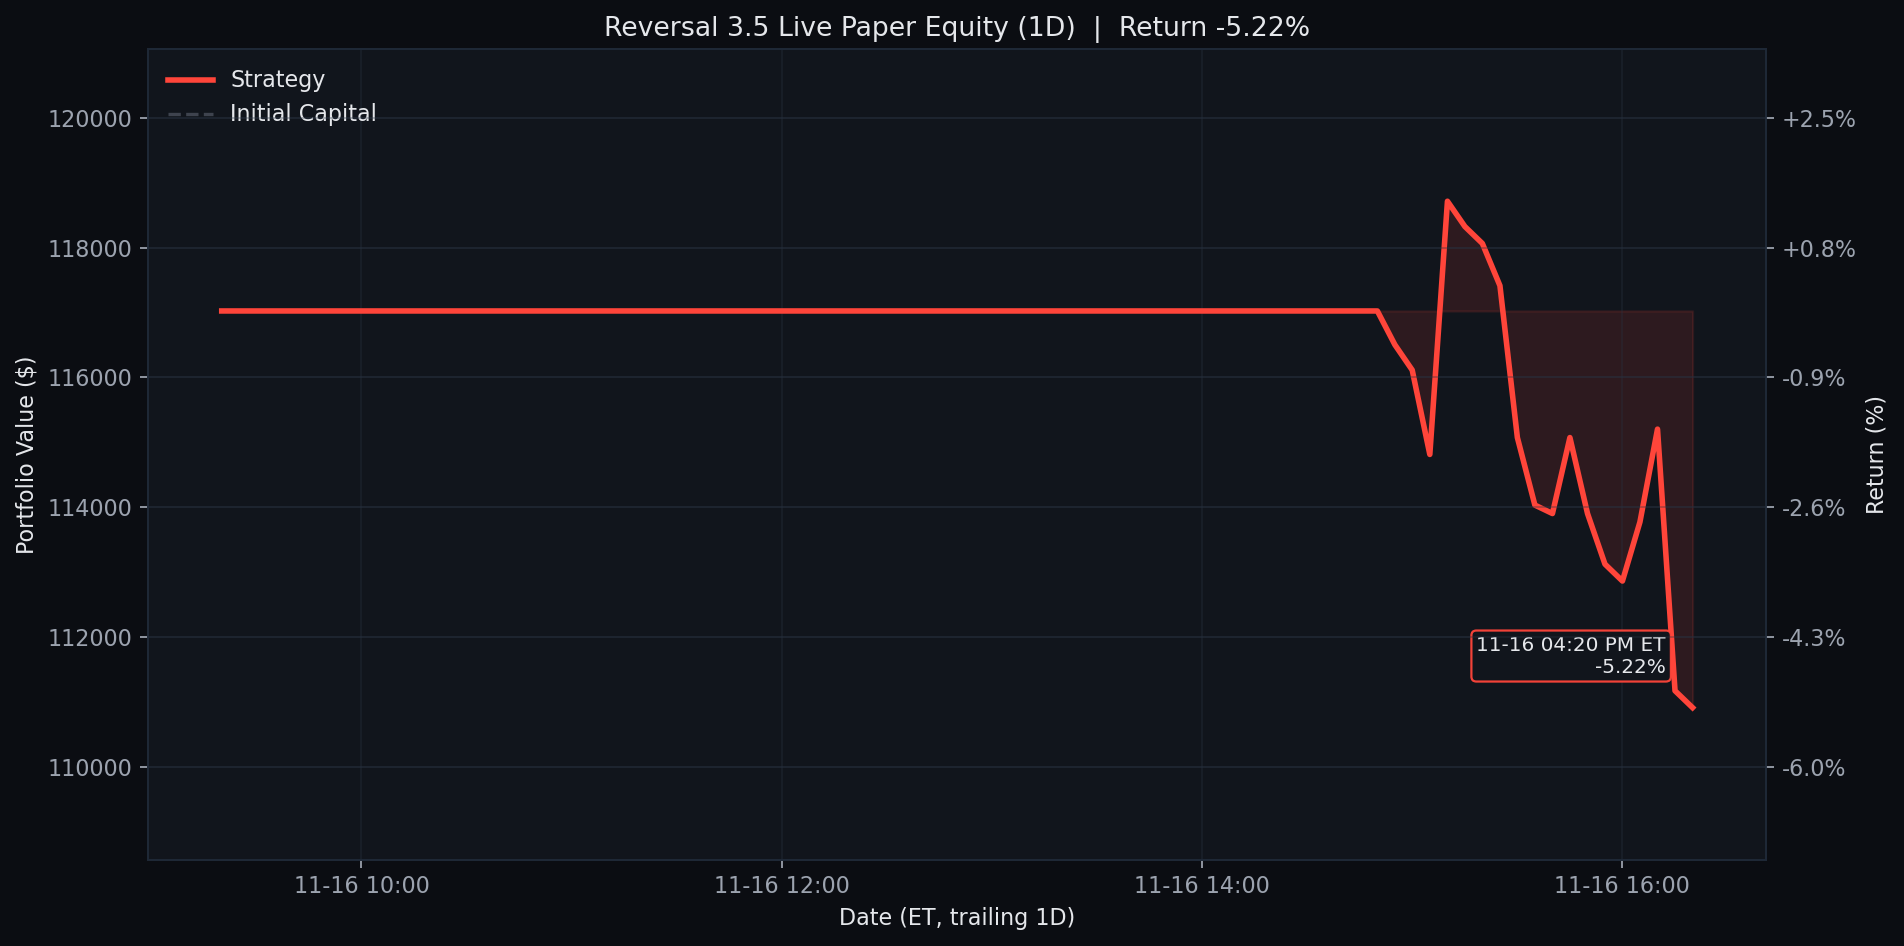 Reversal 3.5 Live Paper Equity (1D)  |  Return -5.22%
Strategy
Initial Capital
Portfolio Value ($)
120000
118000
116000
114000
112000
110000
+2.5%
+0.8%
-0.9%
-2.6%
-4.3%
-6.0%
Return (%)
11-16 04:20 PM ET
-5.22%
11-16 10:00
11-16 12:00
11-16 14:00
11-16 16:00
Date (ET, trailing 1D)